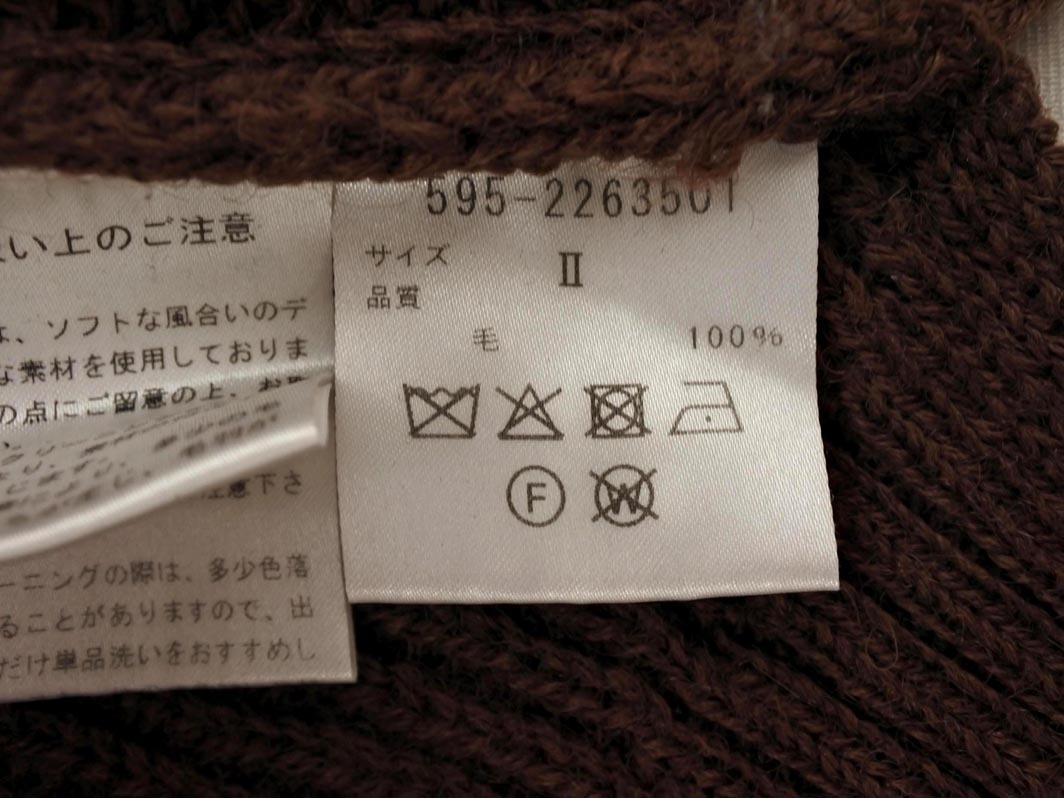 い上のご注意
は、ソフトな風合いのデ
な素材を使用しておりま
の点にご留意の上、お取
注意下さ
ーニングの際は、多少色落
ることがありますので、出
だけ単品洗いをおすすめし
595-2263501
サイズ
II
品質
毛 100%
F W